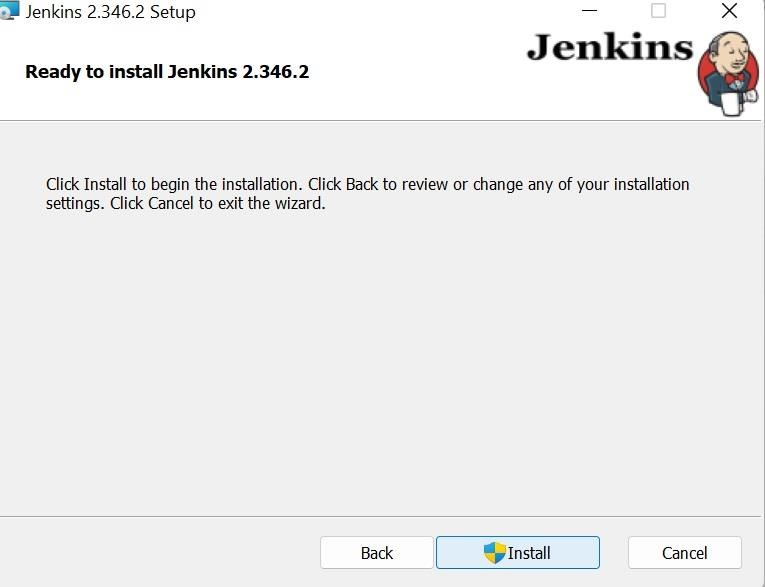 Jenkins 2.346.2 Setup
Jenkins
Ready to install Jenkins 2.346.2
Click Install to begin the installation. Click Back to review or change any of your installation
settings. Click Cancel to exit the wizard.
Back
Install
Cancel